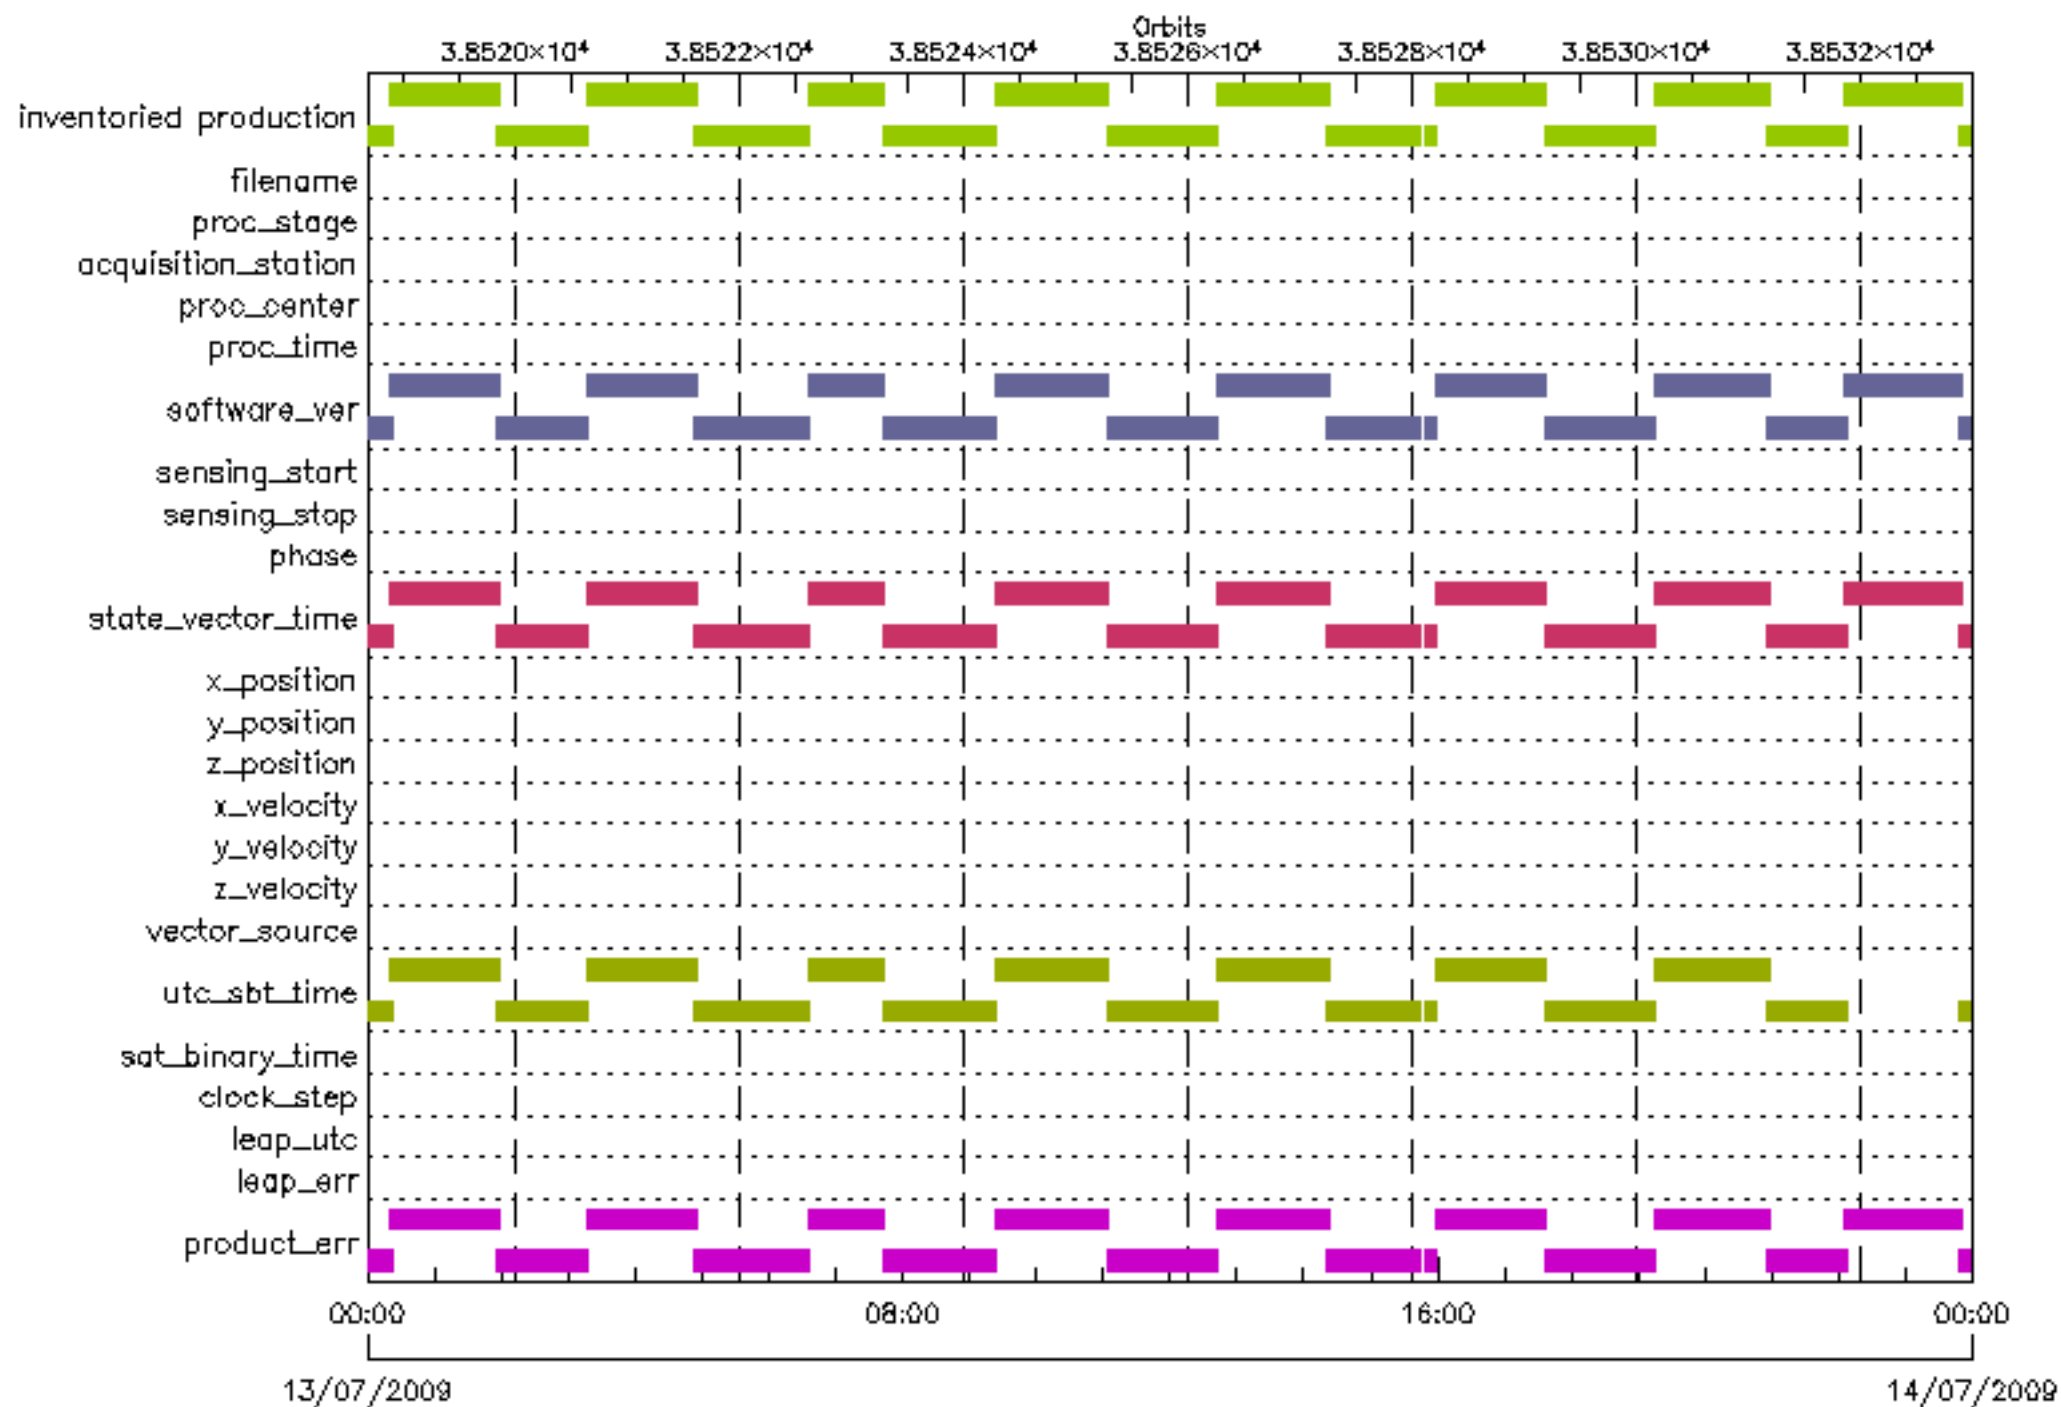 Orbits
3.8520×10⁴ 3.8522×10⁴ 3.8524×10⁴ 3.8526×10⁴ 3.8528×10⁴ 3.8530×10⁴ 3.8532×10⁴
inventoried production
filename
proc_stage
acquisition_station
proc_center
proc_time
software_ver
sensing_start
sensing_stop
phase
state_vector_time
x_position
y_position
z_position
x_velocity
y_velocity
z_velocity
vector_source
utc_sbt_time
sat_binary_time
clock_step
leap_utc
leap_err
product_err
00:00 08:00 16:00 00:00
13/07/2009 14/07/2009